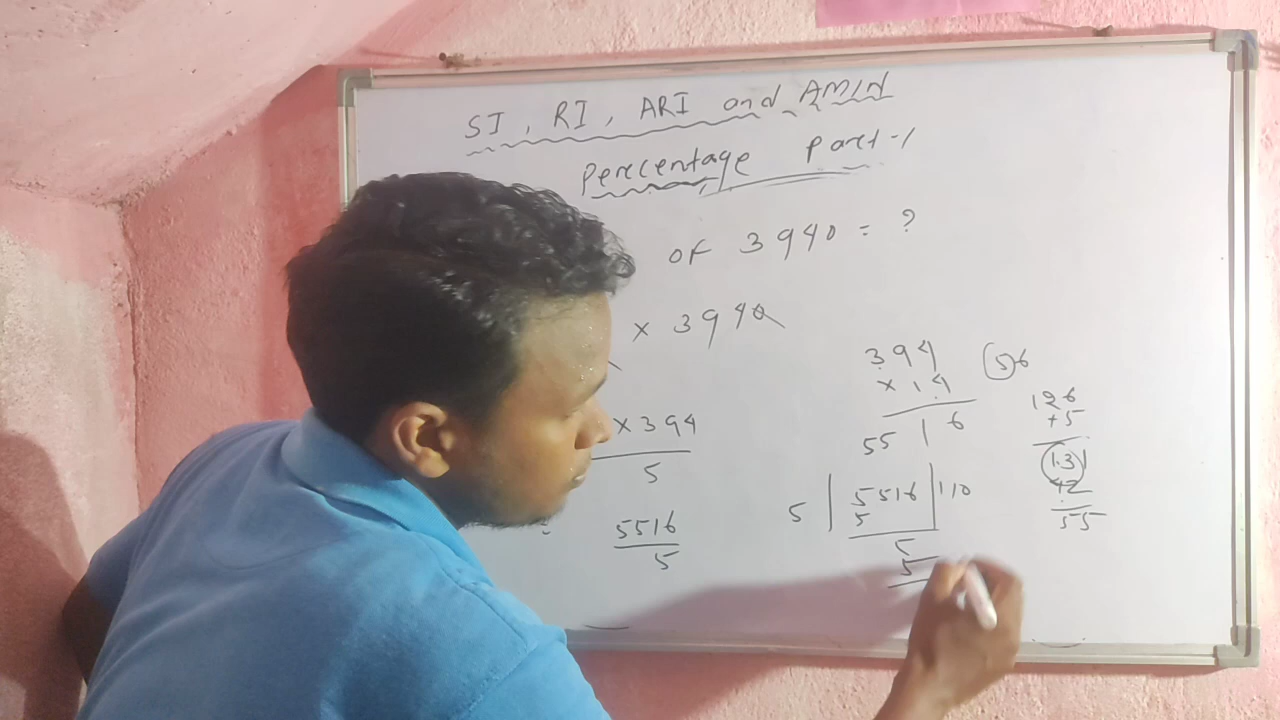 SI, RI, ARI and AMIN
Percentage Part-1
of 3940 = ?
x 3940
x 394
5
5516
5
394
x 14
55 | 6
56
126
+5
131
42
55
5 | 5516 | 110
5
5
5